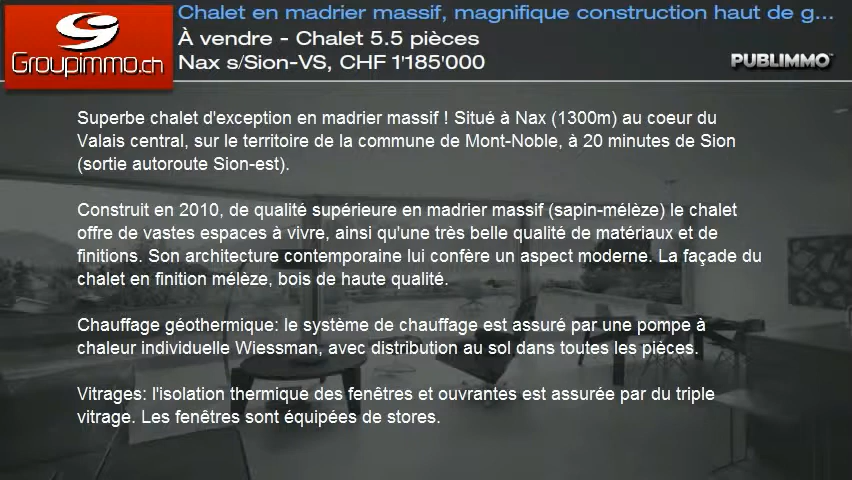 Groupimmo.ch
Chalet en madrier massif, magnifique construction haut de g...
À vendre - Chalet 5.5 pièces
Nax s/Sion-VS, CHF 1'185'000
PUBLIMMO
Superbe chalet d'exception en madrier massif ! Situé à Nax (1300m) au coeur du
Valais central, sur le territoire de la commune de Mont-Noble, à 20 minutes de Sion
(sortie autoroute Sion-est).
Construit en 2010, de qualité supérieure en madrier massif (sapin-mélèze) le chalet
offre de vastes espaces à vivre, ainsi qu'une très belle qualité de matériaux et de
finitions. Son architecture contemporaine lui confère un aspect moderne. La façade du
chalet en finition mélèze, bois de haute qualité.
Chauffage géothermique: le système de chauffage est assuré par une pompe à
chaleur individuelle Wiessman, avec distribution au sol dans toutes les pièces.
Vitrages: l'isolation thermique des fenêtres et ouvrantes est assurée par du triple
vitrage. Les fenêtres sont équipées de stores.